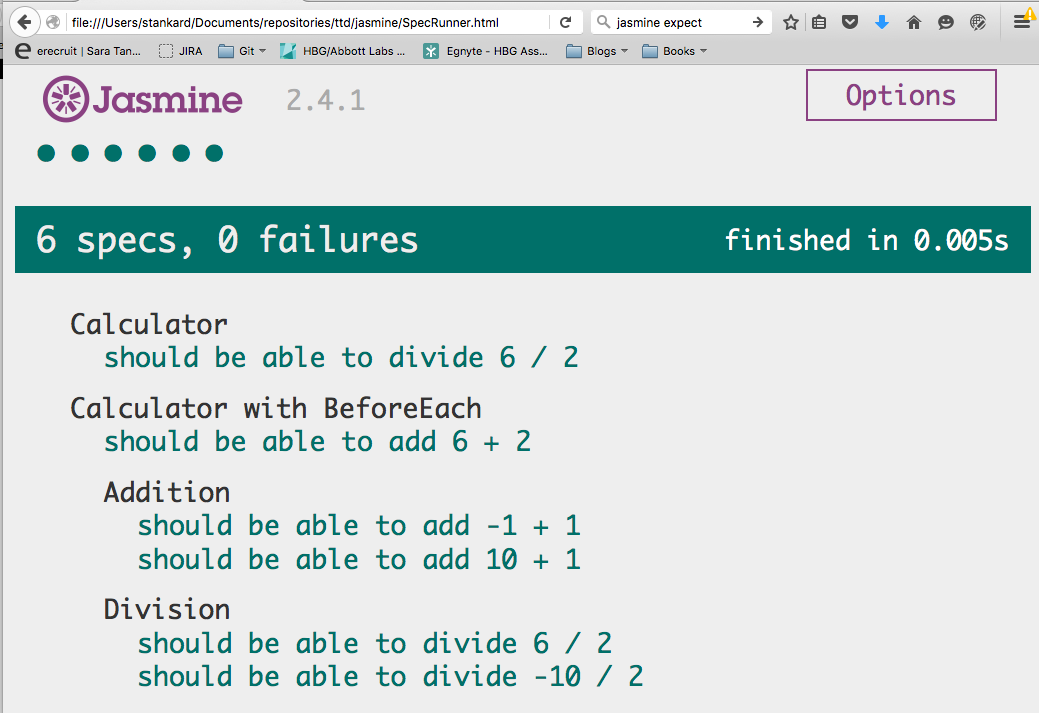 file:///Users/stankard/Documents/repositories/ttd/jasmine/SpecRunner.html jasmine expect
erecruit | Sara Tan... JIRA Git HBG/Abbott Labs ... Egnyte - HBG Ass... Blogs Books
Jasmine 2.4.1 Options
6 specs, 0 failures finished in 0.005s
Calculator
should be able to divide 6 / 2
Calculator with BeforeEach
should be able to add 6 + 2
Addition
should be able to add -1 + 1
should be able to add 10 + 1
Division
should be able to divide 6 / 2
should be able to divide -10 / 2